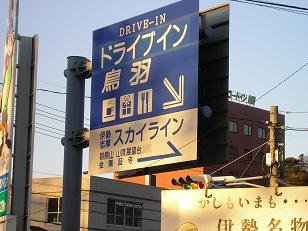 DRIVE-IN
ドライブイン
鳥羽
伊勢志摩 スカイライン
朝熊山 山頂展望台
金剛証寺
むかしもいまも・・・
伊勢名物